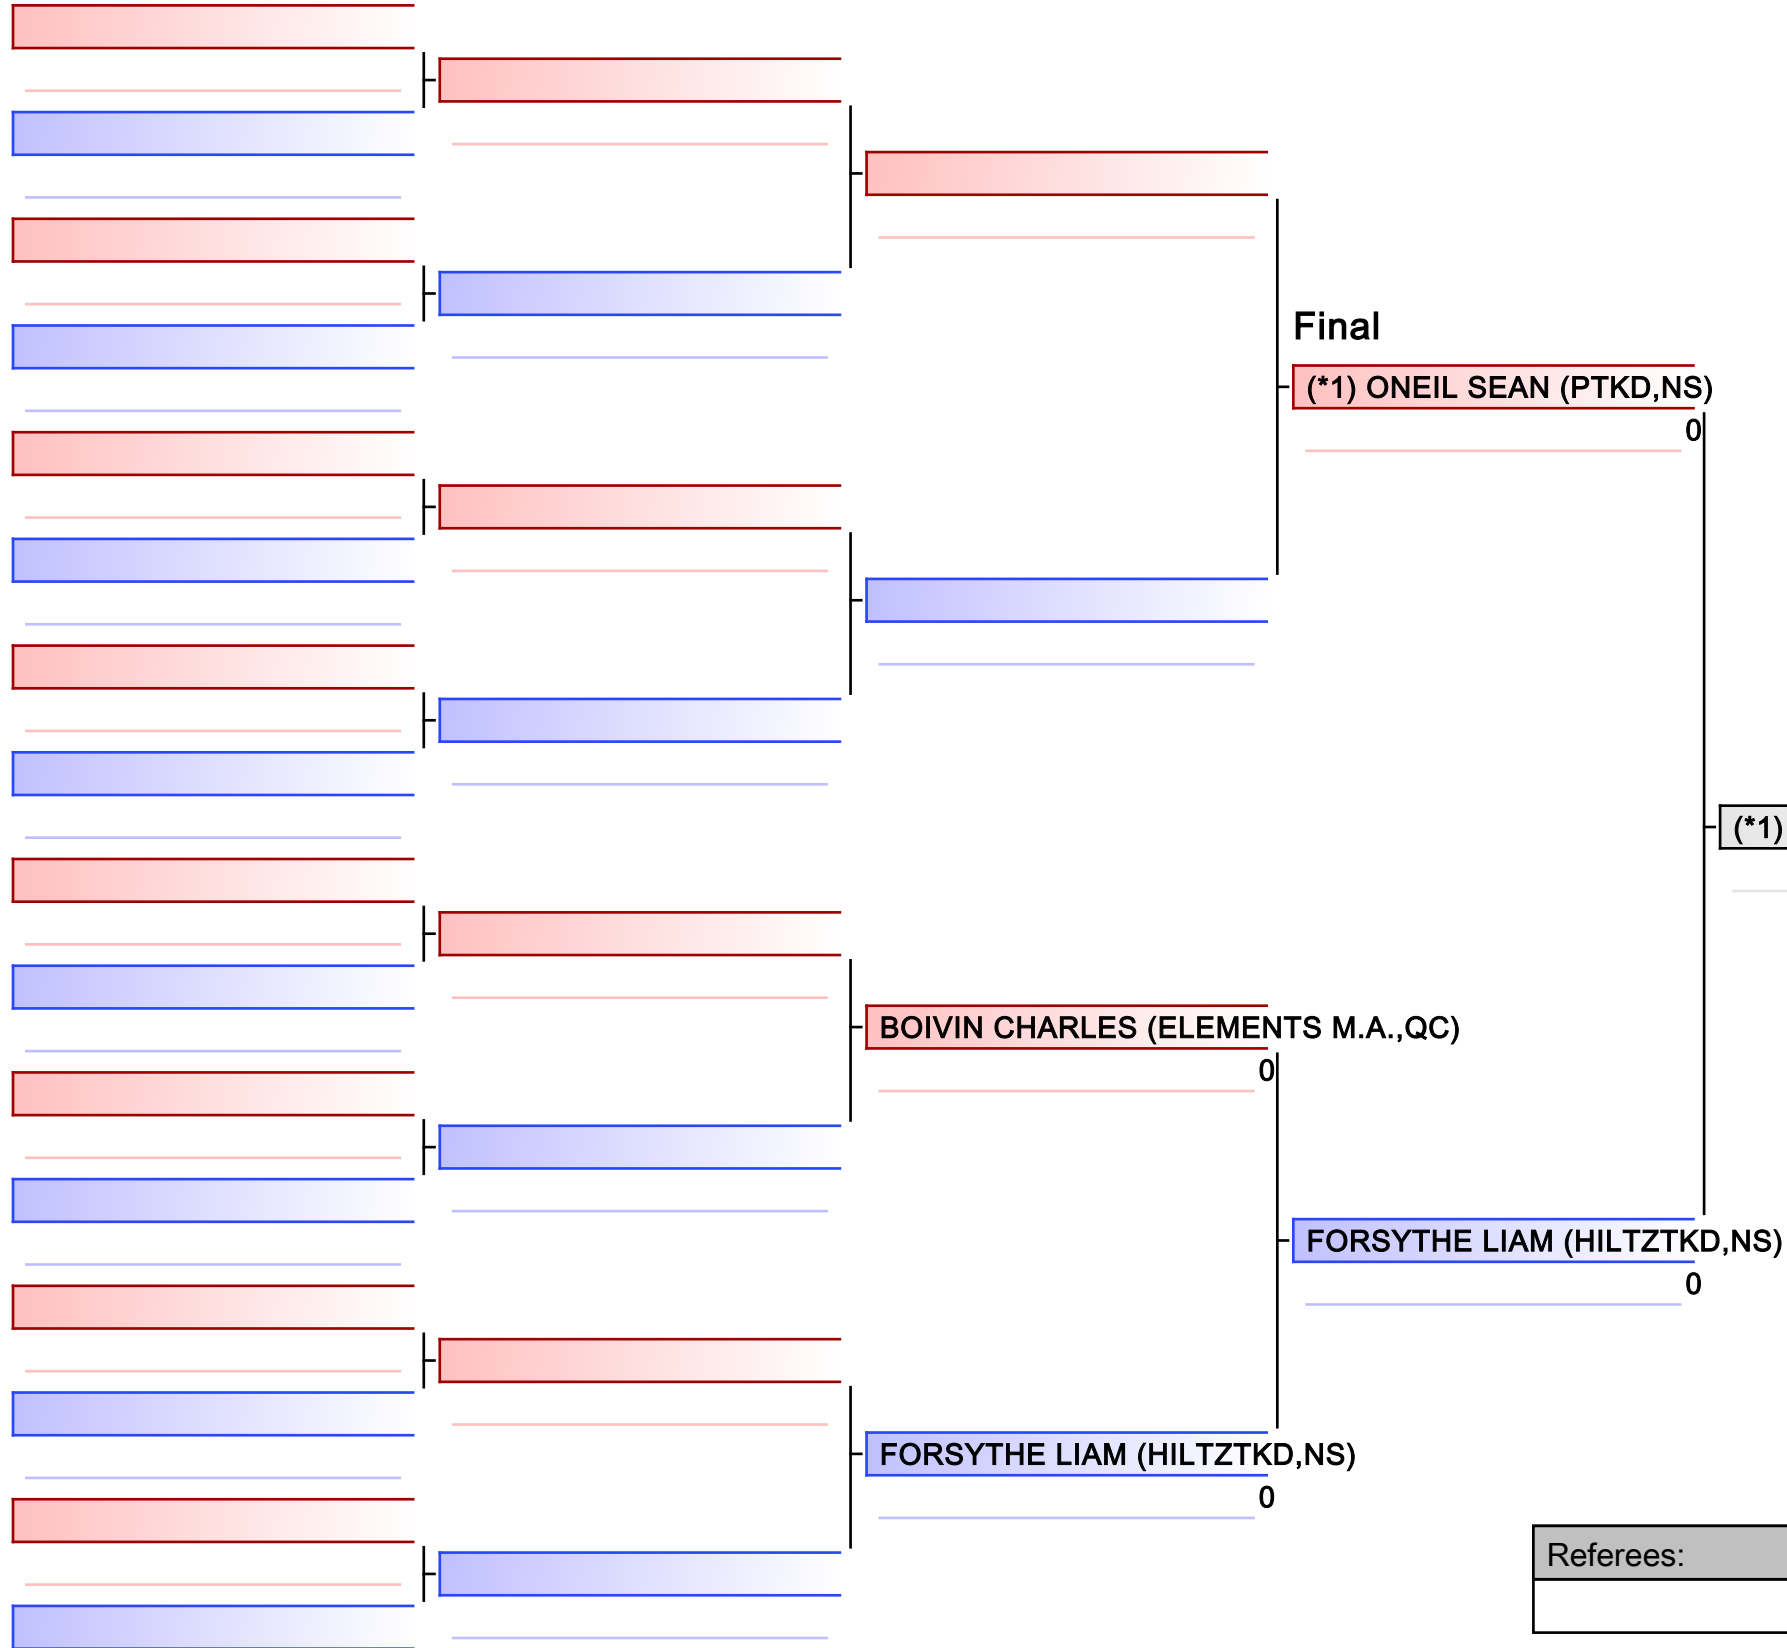 Final
(*1) ONEIL SEAN (PTKD,NS)
0
(*1)
BOIVIN CHARLES (ELEMENTS M.A.,QC)
0
FORSYTHE LIAM (HILTZTKD,NS)
0
FORSYTHE LIAM (HILTZTKD,NS)
0
Referees: